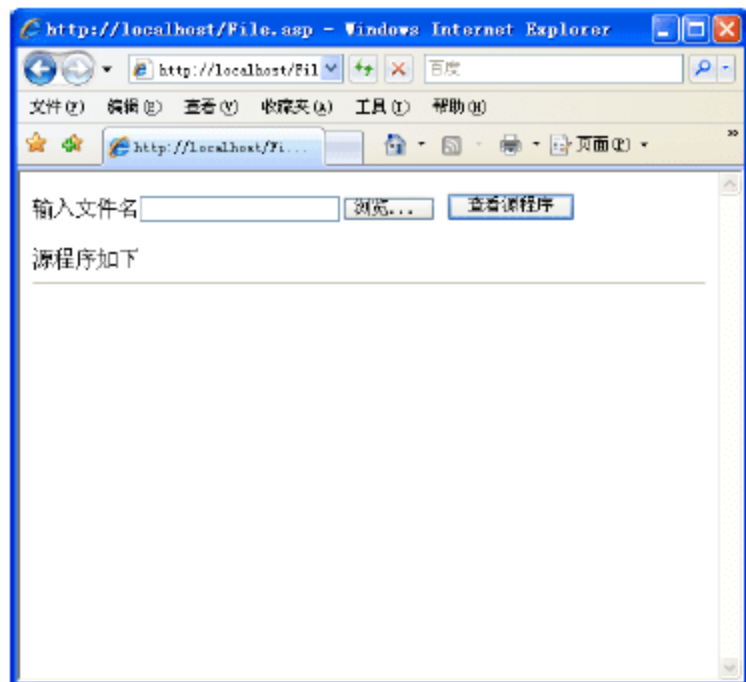 http://localhost/File.asp - Windows Internet Explorer
http://localhost/Fil 百度
文件(F) 编辑(E) 查看(V) 收藏夹(A) 工具(T) 帮助(H)
http://localhost/Fi... 页面(P) »
输入文件名 浏览... 查看源程序
源程序如下